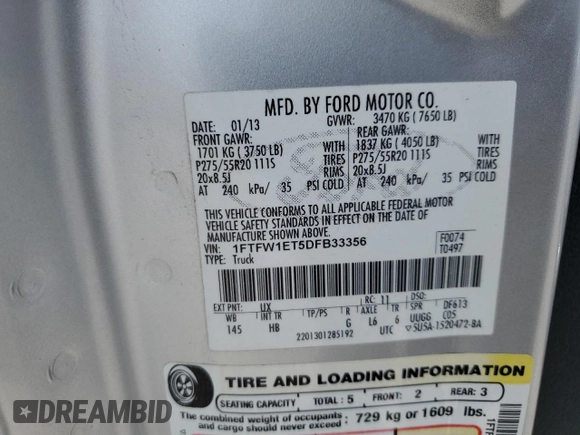 MFD. BY FORD MOTOR CO.
DATE: 01/13 GVWR: 3470 KG ( 7650 LB)
FRONT GAWR: REAR GAWR:
1701 KG ( 3750 LB) WITH 1837 KG ( 4050 LB) WITH
P275/55R20 111S TIRES P275/55R20 111S TIRES
20x8.5J RIMS 20x8.5J RIMS
AT 240 kPa/ 35 PSI COLD AT 240 kPa/ 35 PSI COLD
THIS VEHICLE CONFORMS TO ALL APPLICABLE FEDERAL MOTOR
VEHICLE SAFETY STANDARDS IN EFFECT ON THE DATE OF
MANUFACTURE SHOWN ABOVE.
VIN: 1FTFW1ET5DFB33356 F0074
TYPE: Truck T0497
EXT PNT: UX RC: 11 DSO: DF613
WB INT TR TP/PS R AXLE TR SPR C05
145 HB G L6 6 UUGG
2201301285192 UTC ▽5U5A-1520472-BA
TIRE AND LOADING INFORMATION
SEATING CAPACITY TOTAL: 5 FRONT: 2 REAR: 3
The combined weight of occupants and cargo should never exceed: 729 kg or 1609 lbs.
DREAMBID